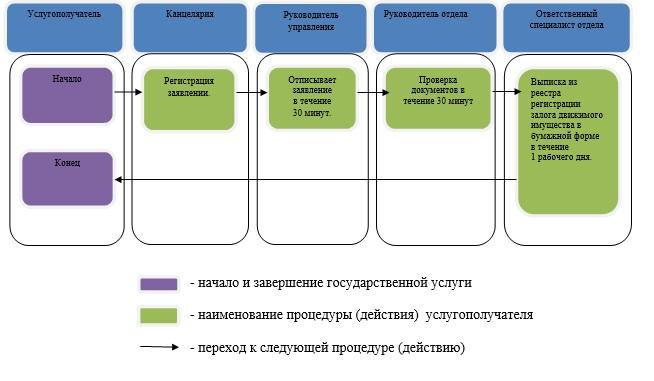 Услугополучатель
Канцелярия
Руководитель
управления
Руководитель отдела
Ответственный
специалист отдела
Начало
Регистрация
заявлении.
Отписывает
заявление
в течение
30 минут.
Проверка
документов в
течение 30 минут
Выписка из
реестра
регистрации
залога движимого
имущества в
бумажной форме
в течение
1 рабочего дня.
Конец
- начало и завершение государственной услуги
- наименование процедуры (действия) услугополучателя
- переход к следующей процедуре (действию)